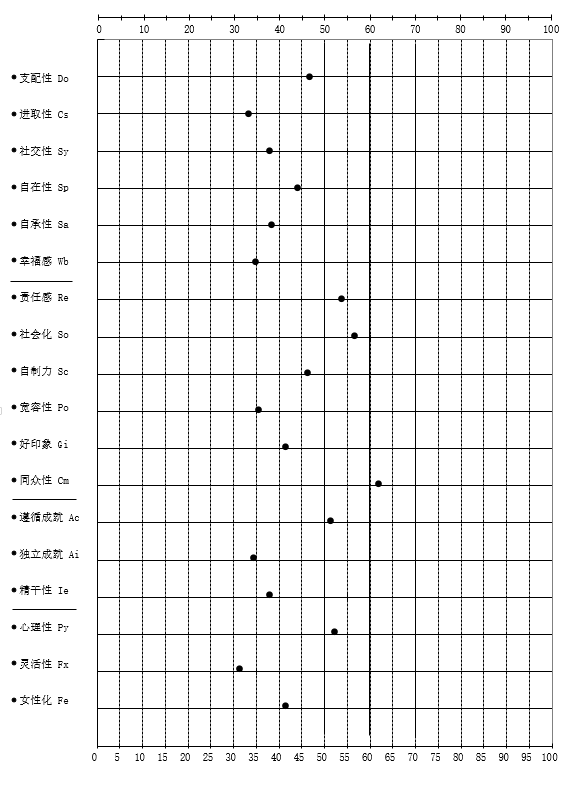 0 10 20 30 40 50 60 70 80 90 100
支配性 Do
进取性 Cs
社交性 Sy
自在性 Sp
自承性 Sa
幸福感 Wb
责任感 Re
社会化 So
自制力 Sc
宽容性 Po
好印象 Gi
同众性 Cm
遵循成就 Ac
独立成就 Ai
精干性 Ie
心理性 Py
灵活性 Fx
女性化 Fe
0 5 10 15 20 25 30 35 40 45 50 55 60 65 70 75 80 85 90 95 100